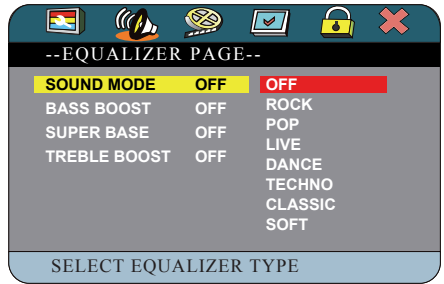 --EQUALIZER PAGE--
SOUND MODE OFF OFF
BASS BOOST OFF ROCK
SUPER BASE OFF POP
TREBLE BOOST OFF LIVE
DANCE
TECHNO
CLASSIC
SOFT
SELECT EQUALIZER TYPE